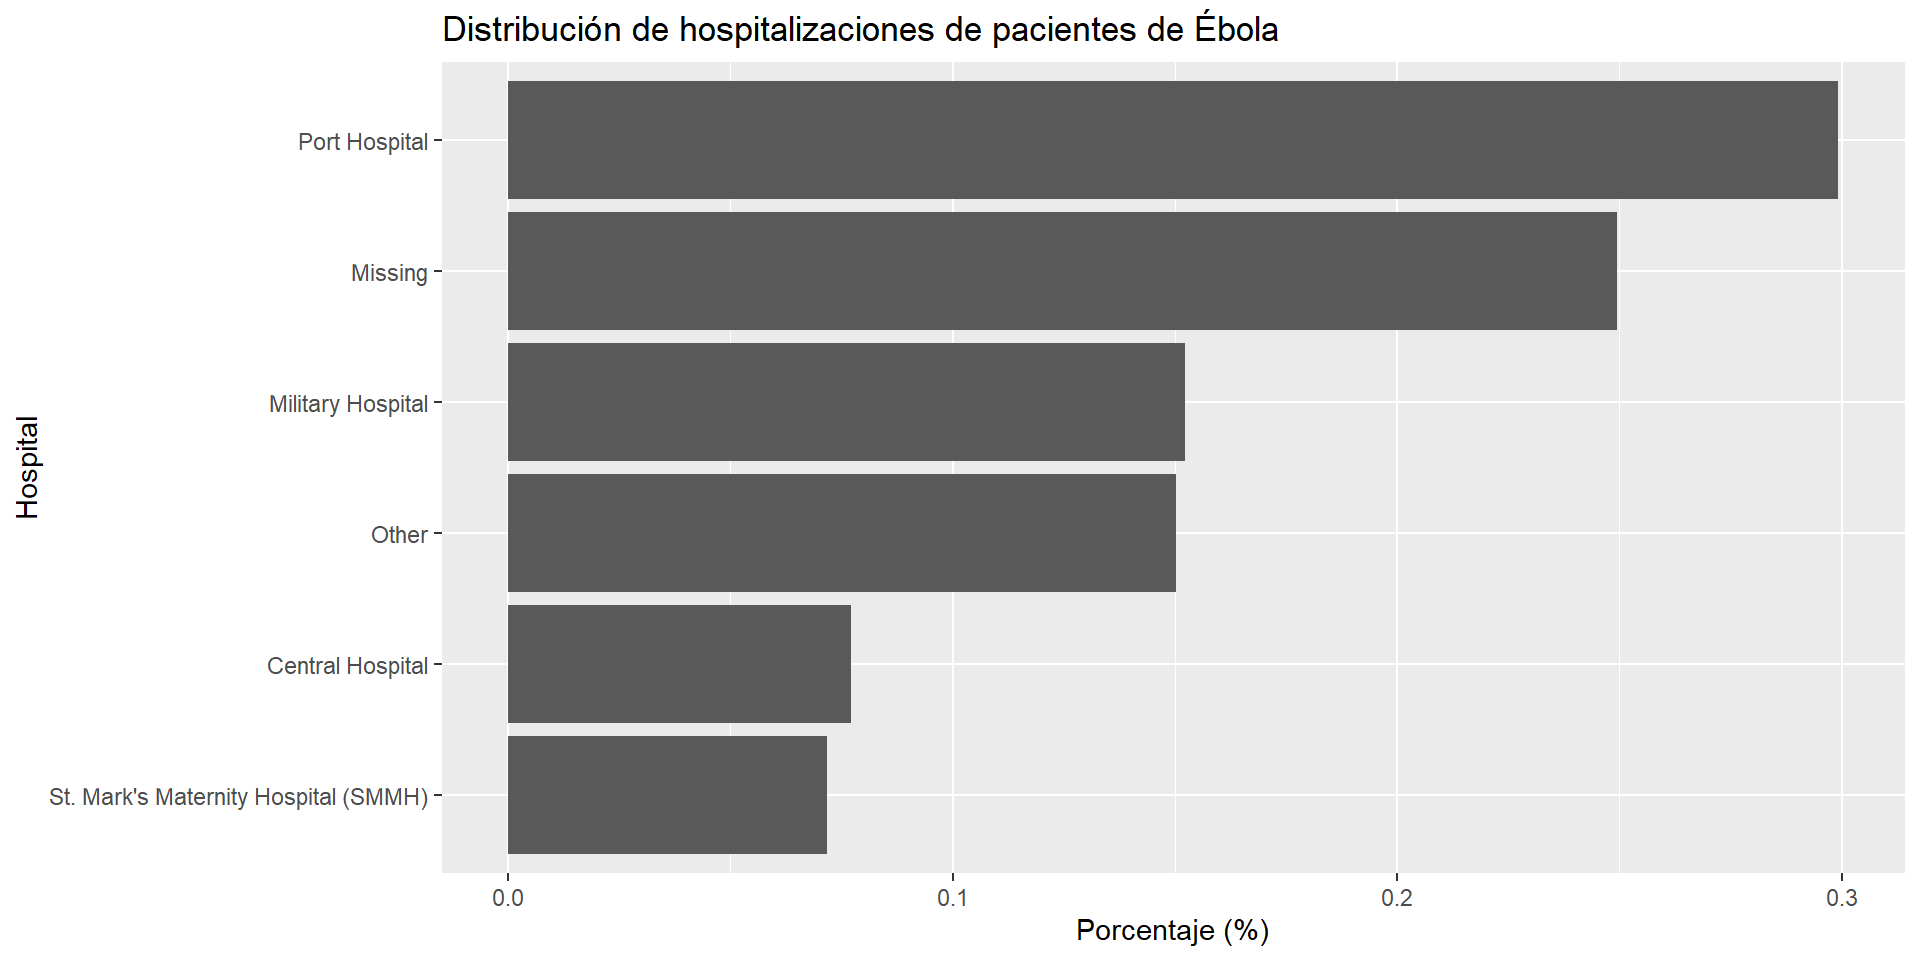 Distribución de hospitalizaciones de pacientes de Ébola
Hospital
Port Hospital
Missing
Military Hospital
Other
Central Hospital
St. Mark's Maternity Hospital (SMMH)
0.0
0.1
0.2
0.3
Porcentaje (%)